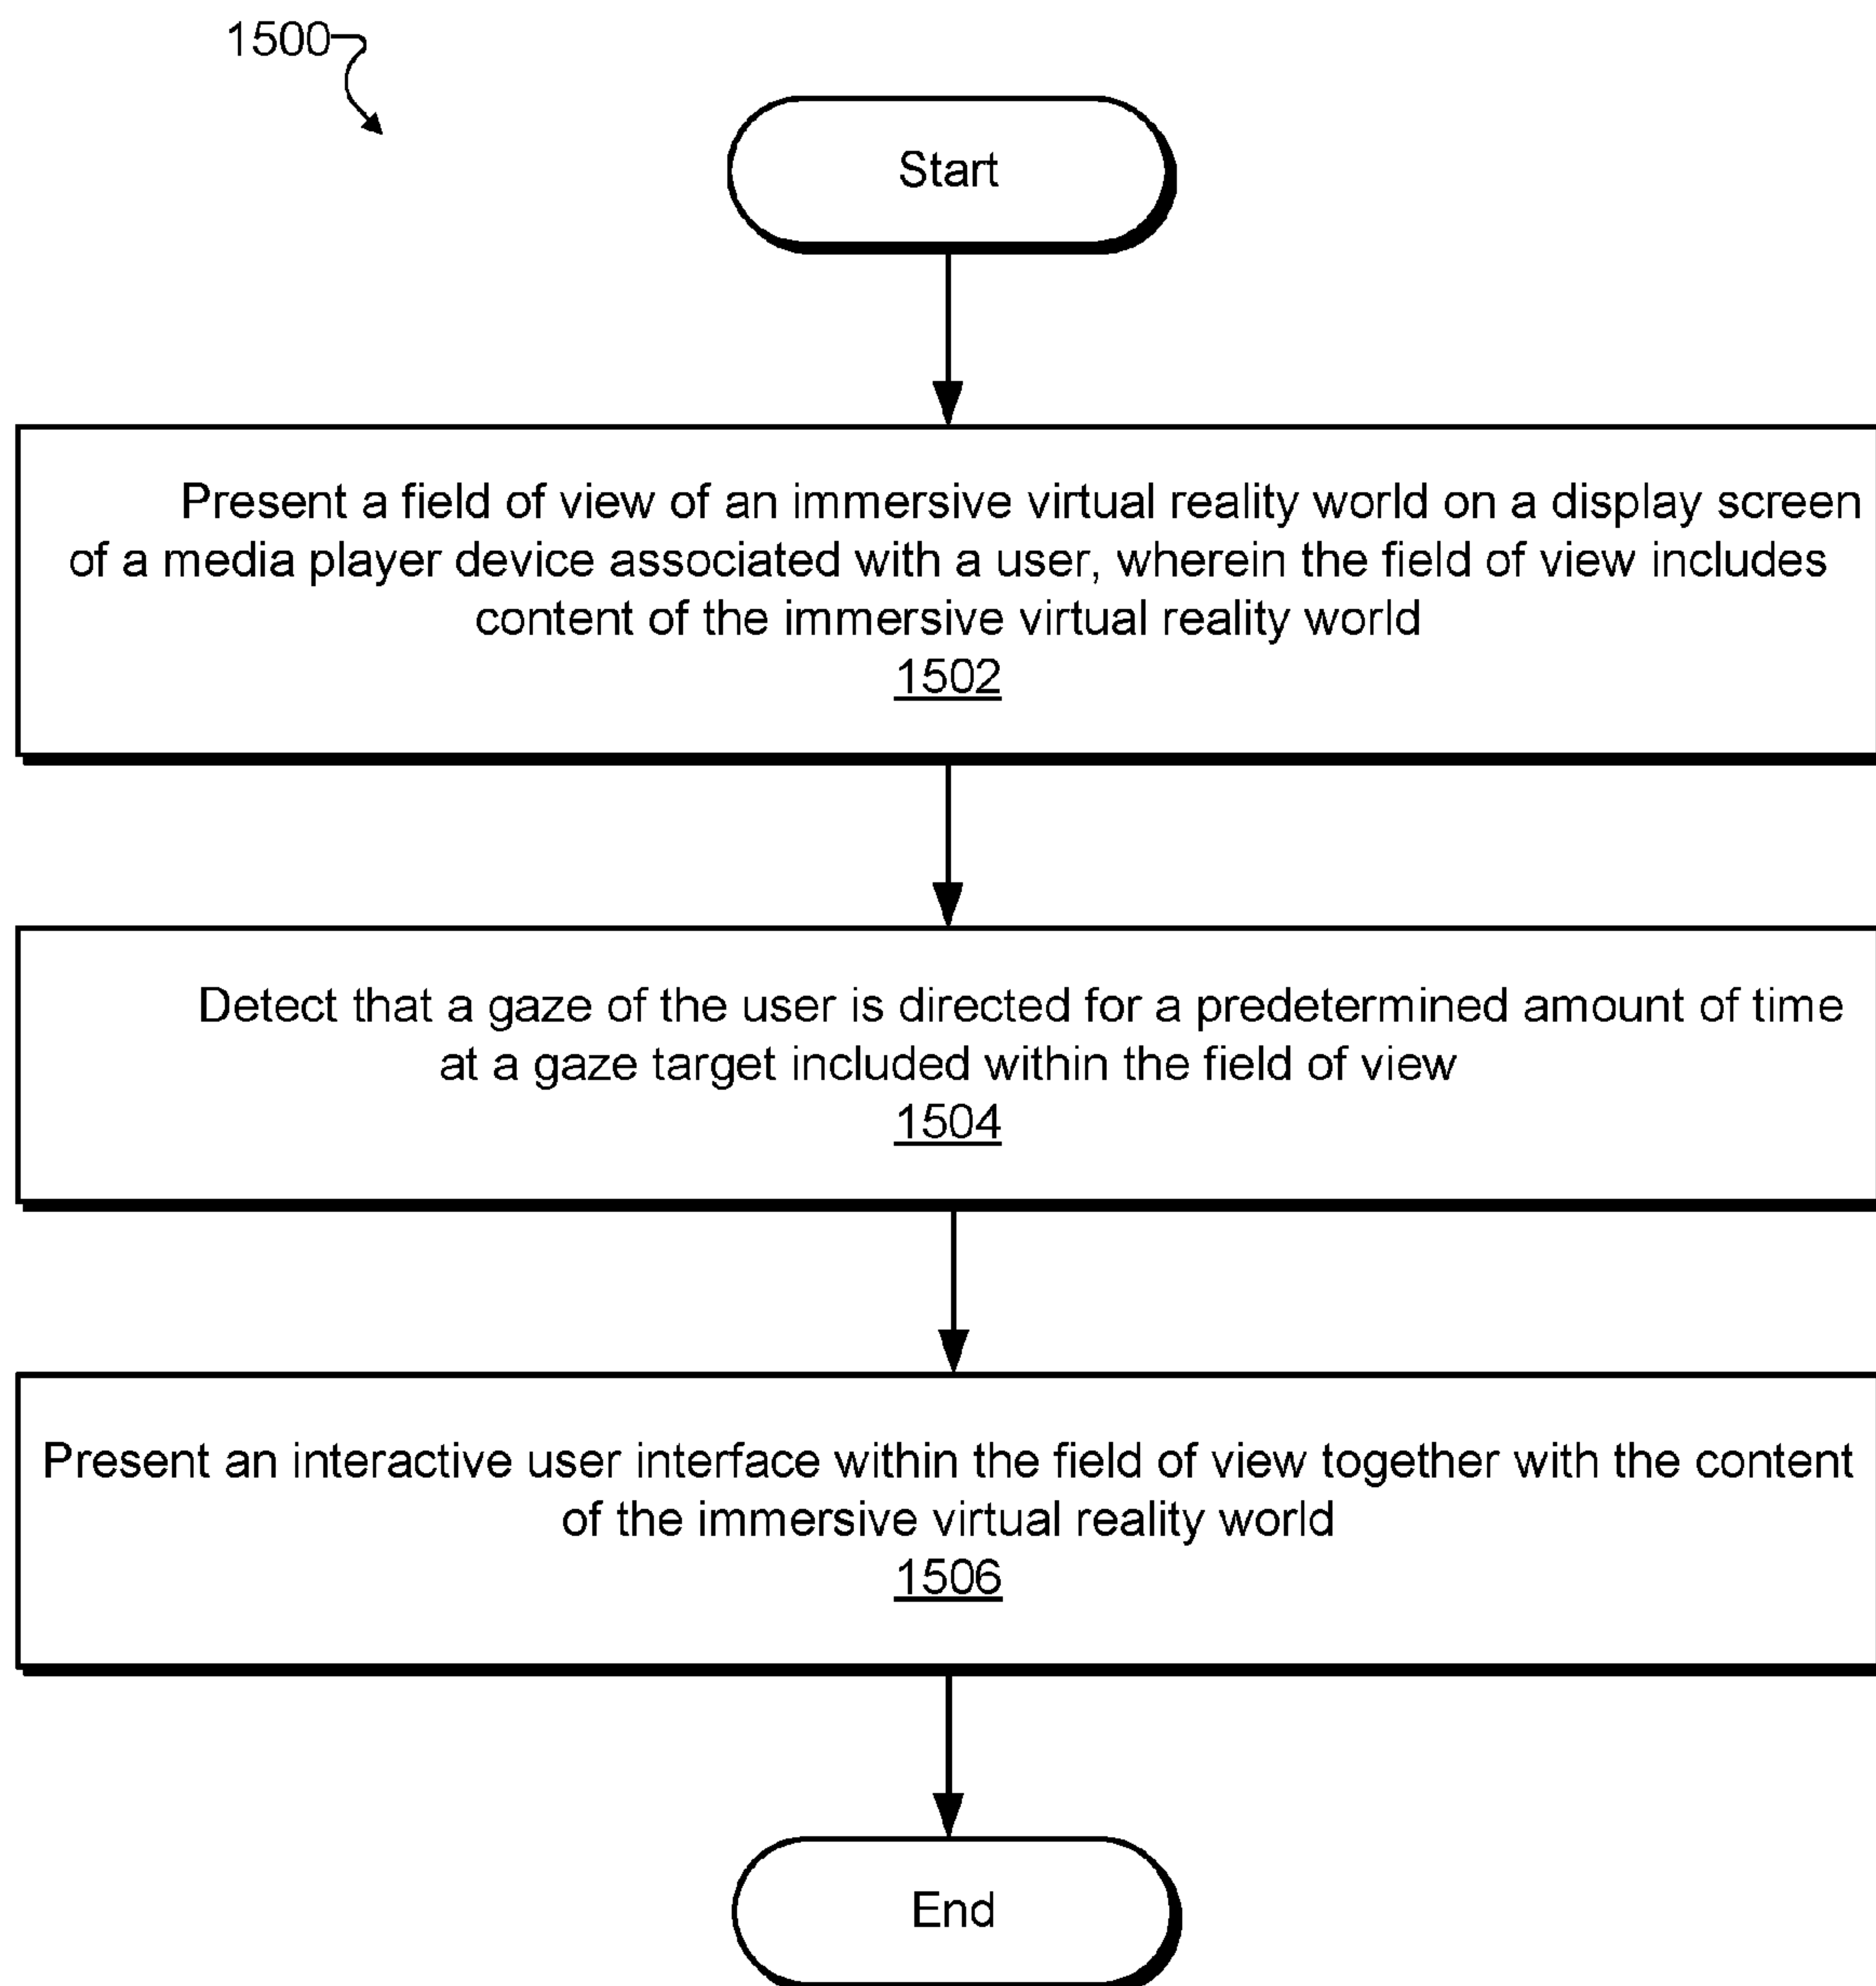 1500
Start
Present a field of view of an immersive virtual reality world on a display screen
of a media player device associated with a user, wherein the field of view includes
content of the immersive virtual reality world
1502
Detect that a gaze of the user is directed for a predetermined amount of time
at a gaze target included within the field of view
1504
Present an interactive user interface within the field of view together with the content
of the immersive virtual reality world
1506
End